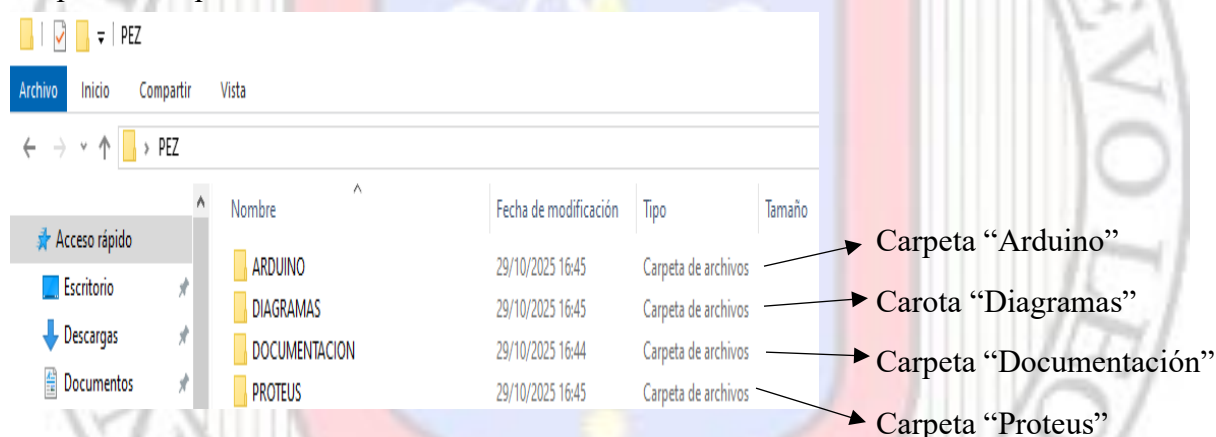 PEZ
Archivo Inicio Compartir Vista
PEZ
Nombre Fecha de modificación Tipo Tamaño
Acceso rápido
Escritorio
Descargas
Documentos
ARDUINO 29/10/2025 16:45 Carpeta de archivos
DIAGRAMAS 29/10/2025 16:45 Carpeta de archivos
DOCUMENTACION 29/10/2025 16:44 Carpeta de archivos
PROTEUS 29/10/2025 16:45 Carpeta de archivos
Carpeta “Arduino”
Carota “Diagramas”
Carpeta “Documentación”
Carpeta “Proteus”